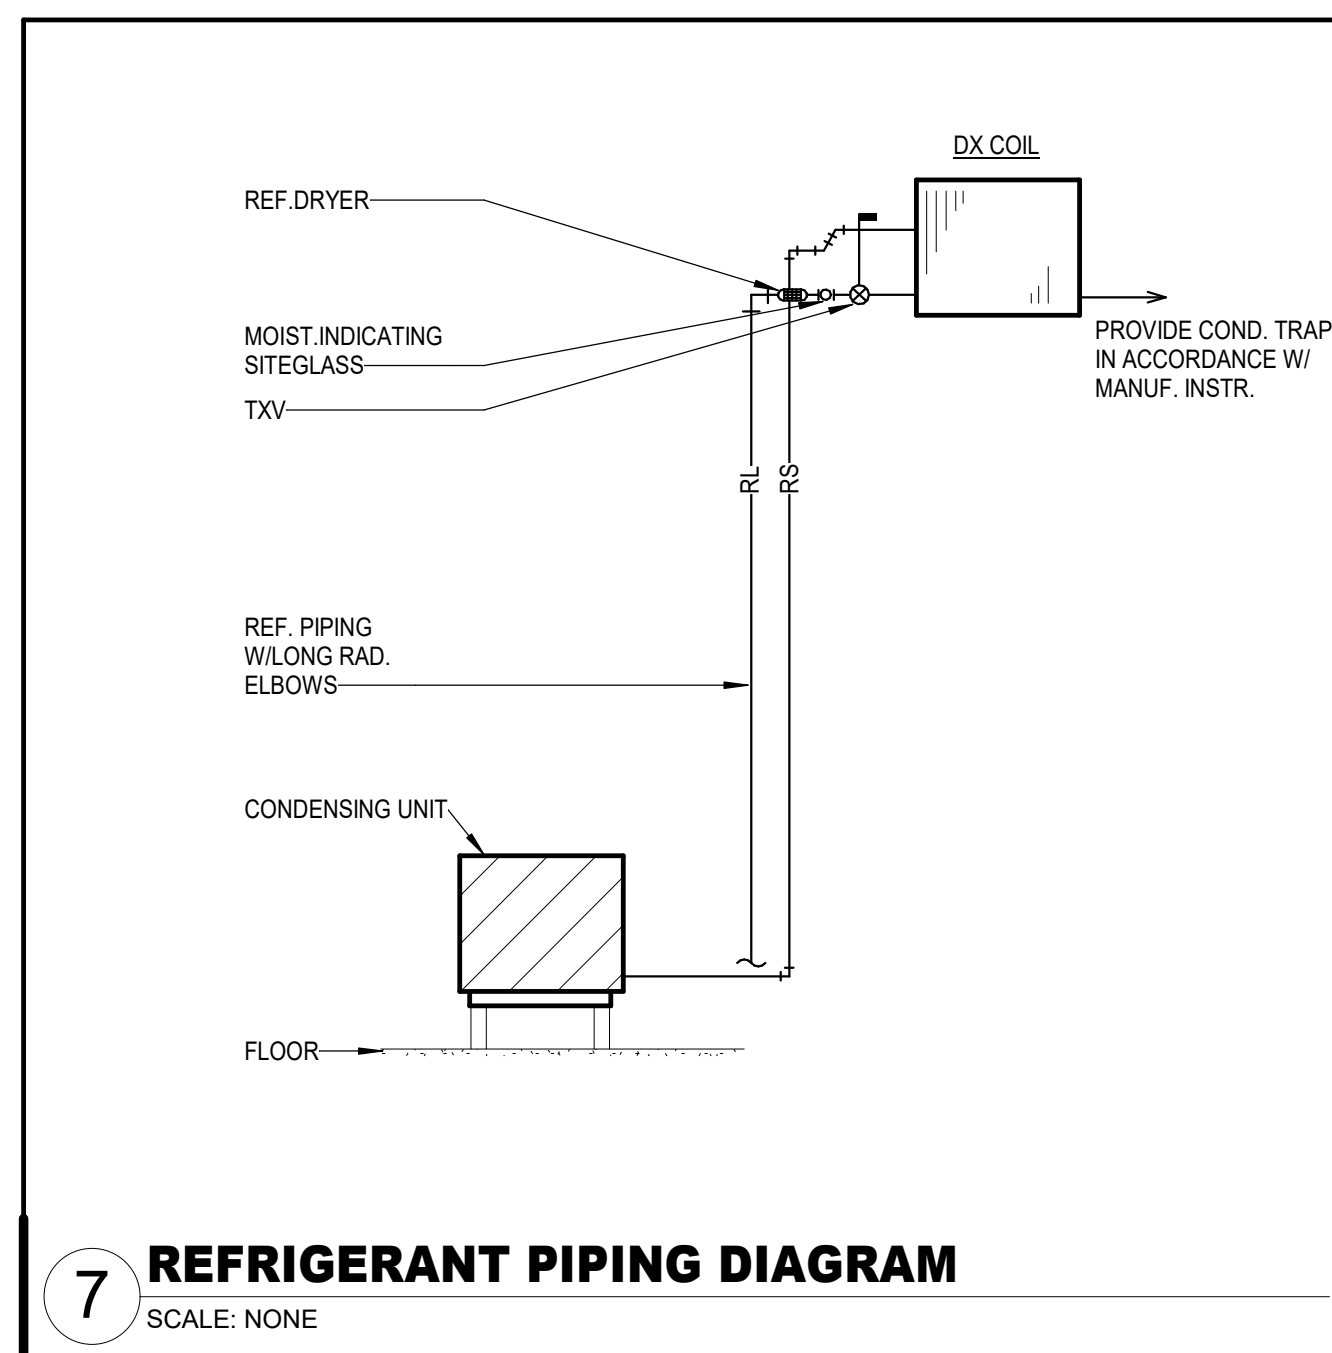 DX COIL
REF.DRYER
MOIST.INDICATING
SITEGLASS
TXV
PROVIDE COND. TRAP
IN ACCORDANCE W/
MANUF. INSTR.
RL
RS
REF. PIPING
W/LONG RAD.
ELBOWS
CONDENSING UNIT
FLOOR
7
REFRIGERANT PIPING DIAGRAM
SCALE: NONE